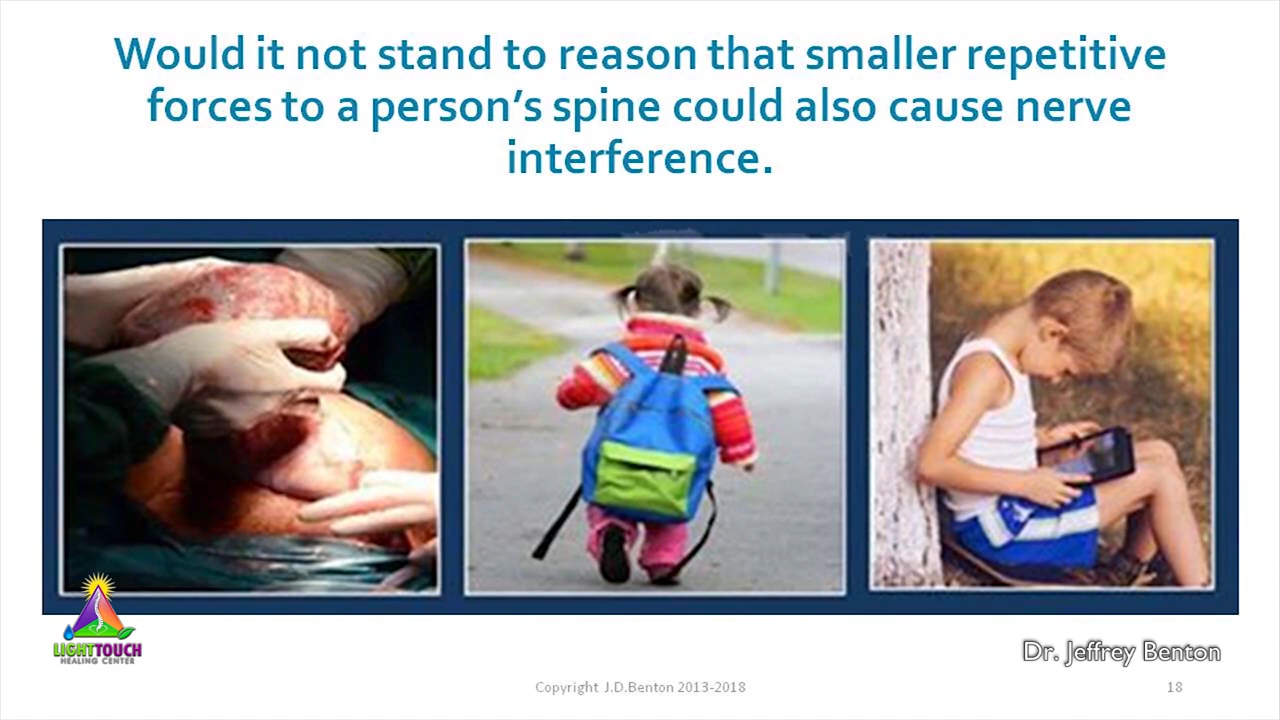 Would it not stand to reason that smaller repetitive
forces to a person’s spine could also cause nerve
interference.
LIGHTTOUCH
HEALING CENTER
Dr. Jeffrey Benton
Copyright J.D.Benton 2013-2018
18